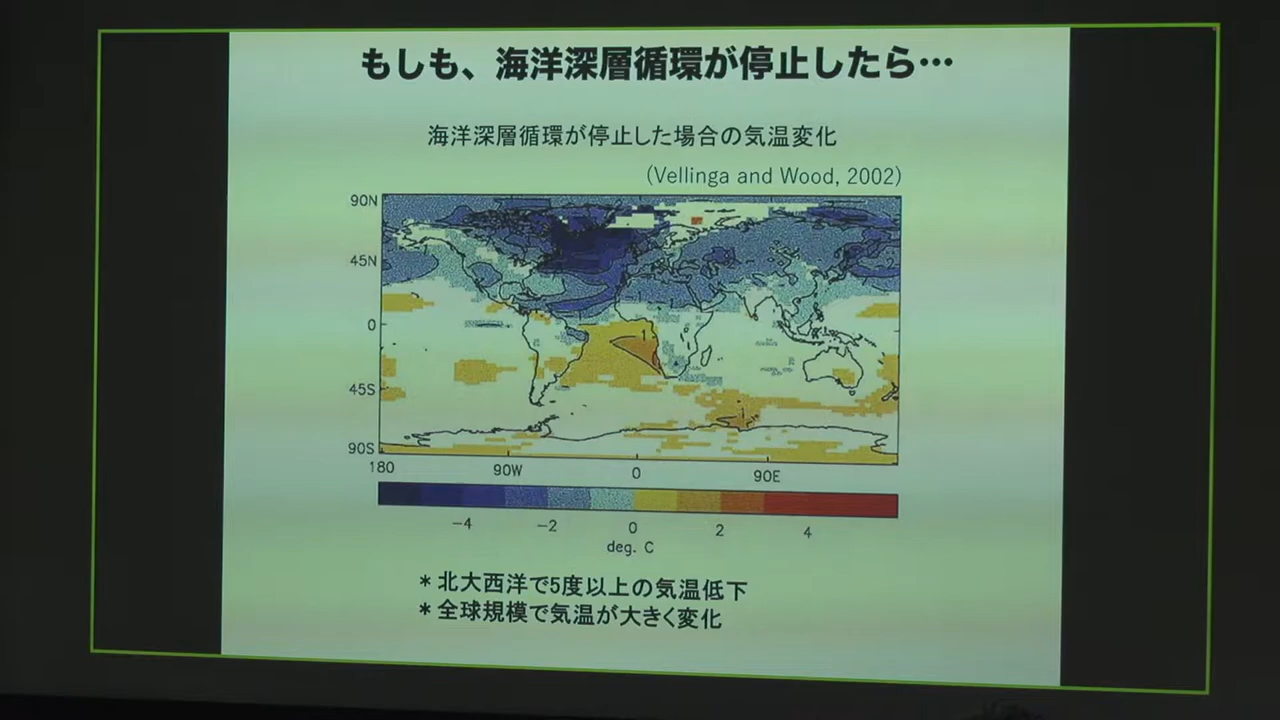 もしも、海洋深層循環が停止したら…
海洋深層循環が停止した場合の気温変化
(Vellinga and Wood, 2002)
90N
45N
0
45S
90S
180 90W 0 90E
1
1
-4 -2 0 2 4
deg. C
*北大西洋で5度以上の気温低下
*全球規模で気温が大きく変化